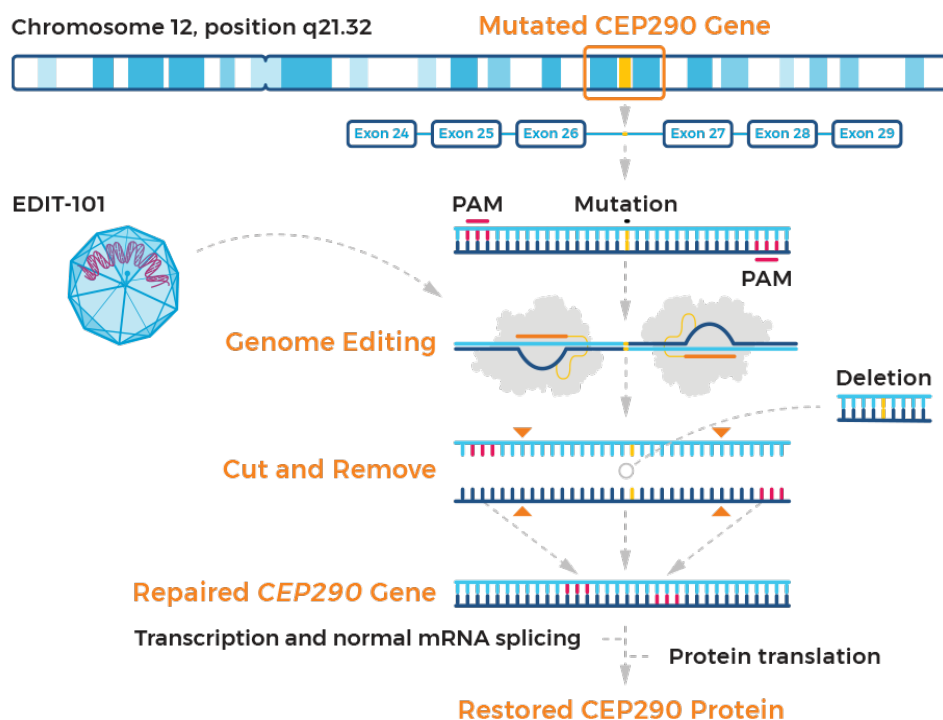 Chromosome 12, position q21.32
Mutated CEP290 Gene
Exon 24
Exon 25
Exon 26
Exon 27
Exon 28
Exon 29
EDIT-101
PAM
Mutation
PAM
Genome Editing
Deletion
Cut and Remove
Repaired CEP290 Gene
Transcription and normal mRNA splicing
Protein translation
Restored CEP290 Protein